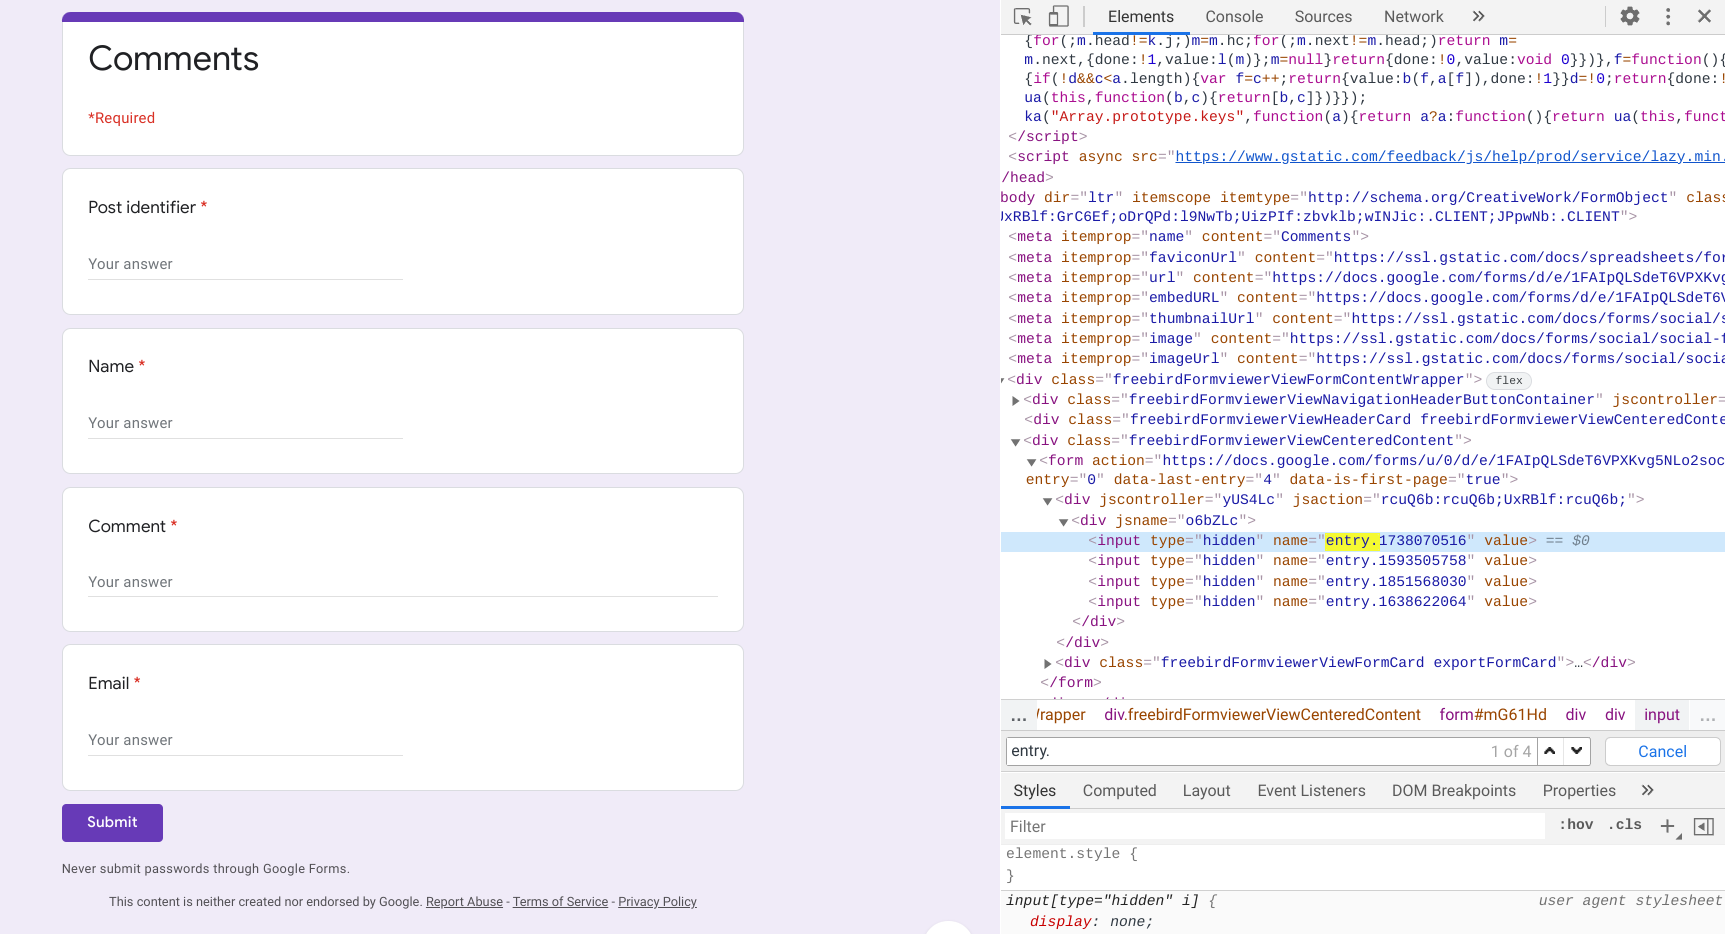 Comments
*Required
Post identifier *
Your answer
Name *
Your answer
Comment *
Your answer
Email *
Your answer
Submit
Never submit passwords through Google Forms.
This content is neither created nor endorsed by Google. Report Abuse - Terms of Service - Privacy Policy
Elements Console Sources Network »
{for(;m.head!=k.j;)m=m.hc;for(;m.next!=m.head;)return m=
m.next,{done:!1,value:l(m)};m=null}return{done:!0,value:void 0}})},f=function(){
{if(!d&&c<a.length){var f=c++;return{value:b(f,a[f]),done:!1}}d=!0;return{done:!
ua(this,function(b,c){return[b,c]})}});
ka("Array.prototype.keys",function(a){return a?a:function(){return ua(this,funct
</script>
<script async src="https://www.gstatic.com/feedback/js/help/prod/service/lazy.min.
/head>
body dir="ltr" itemscope itemtype="http://schema.org/CreativeWork/FormObject" clas
UxRBlf:GrC6Ef;oDrQPd:l9NwTb;UizPIf:zbvklb;wINJic:.CLIENT;JPpwNb:.CLIENT">
<meta itemprop="name" content="Comments">
<meta itemprop="faviconUrl" content="https://ssl.gstatic.com/docs/spreadsheets/for
<meta itemprop="url" content="https://docs.google.com/forms/d/e/1FAIpQLSdeT6VPXKvg
<meta itemprop="embedURL" content="https://docs.google.com/forms/d/e/1FAIpQLSdeT6V
<meta itemprop="thumbnailUrl" content="https://ssl.gstatic.com/docs/forms/social/s
<meta itemprop="image" content="https://ssl.gstatic.com/docs/forms/social/social-f
<meta itemprop="imageUrl" content="https://ssl.gstatic.com/docs/forms/social/socia
<div class="freebirdFormviewerViewFormContentWrapper"> flex
<div class="freebirdFormviewerViewNavigationHeaderButtonContainer" jscontroller=
<div class="freebirdFormviewerViewHeaderCard freebirdFormviewerViewCenteredConte
<div class="freebirdFormviewerViewCenteredContent">
<form action="https://docs.google.com/forms/u/0/d/e/1FAIpQLSdeT6VPXKvg5NLo2soc
entry="0" data-last-entry="4" data-is-first-page="true">
<div jscontroller="yUS4Lc" jsaction="rcuQ6b:rcuQ6b;UxRBlf:rcuQ6b;">
<div jsname="o6bZLc">
<input type="hidden" name="entry.1738070516" value> == $0
<input type="hidden" name="entry.1593505758" value>
<input type="hidden" name="entry.1851568030" value>
<input type="hidden" name="entry.1638622064" value>
</div>
</div>
<div class="freebirdFormviewerViewFormCard exportFormCard">…</div>
</form>
... Wrapper div.freebirdFormviewerViewCenteredContent form#mG61Hd div div input ...
entry. 1 of 4 Cancel
Styles Computed Layout Event Listeners DOM Breakpoints Properties »
Filter :hov .cls +
element.style {
}
input[type="hidden" i] { user agent stylesheet
display: none;